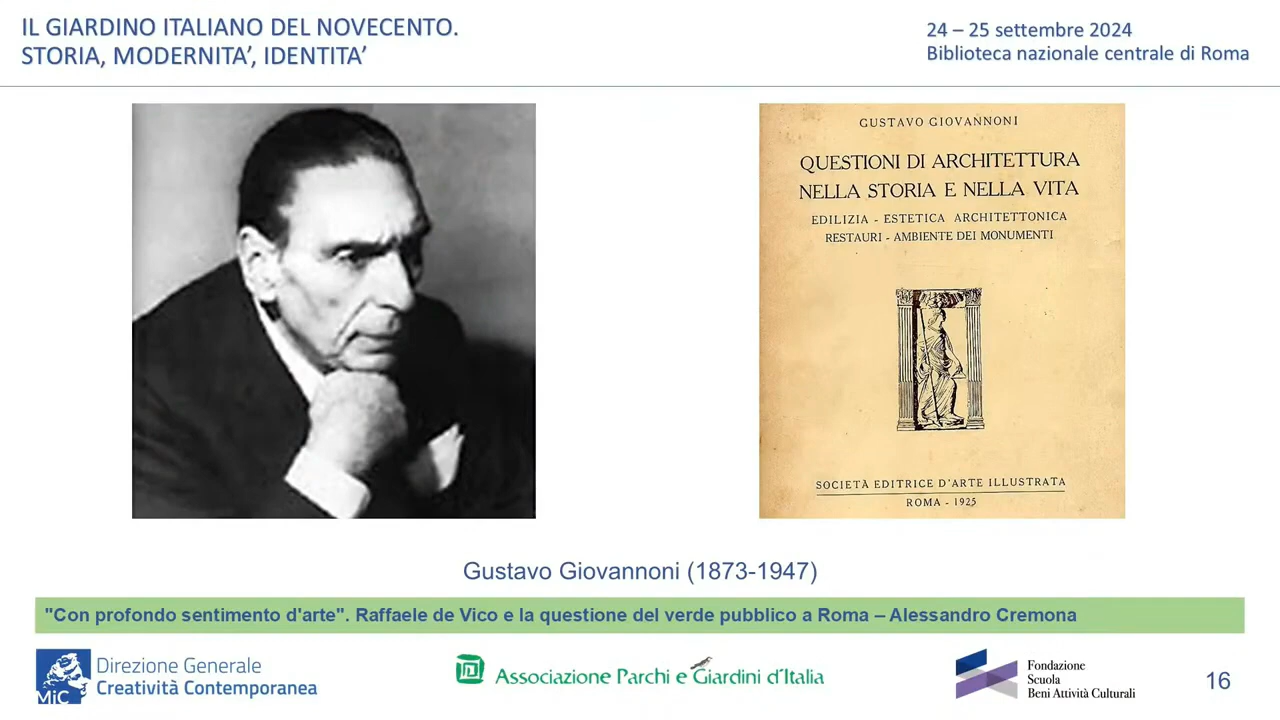 IL GIARDINO ITALIANO DEL NOVECENTO.
STORIA, MODERNITA’, IDENTITA’
24 – 25 settembre 2024
Biblioteca nazionale centrale di Roma
GUSTAVO GIOVANNONI
QUESTIONI DI ARCHITETTURA
NELLA STORIA E NELLA VITA
EDILIZIA - ESTETICA ARCHITETTONICA
RESTAURI - AMBIENTE DEI MONUMENTI
SOCIETÀ EDITRICE D'ARTE ILLUSTRATA
ROMA - 1925
Gustavo Giovannoni (1873-1947)
"Con profondo sentimento d'arte". Raffaele de Vico e la questione del verde pubblico a Roma – Alessandro Cremona
MiC
Direzione Generale
Creatività Contemporanea
Associazione Parchi e Giardini d'Italia
Fondazione
Scuola
Beni Attività Culturali
16